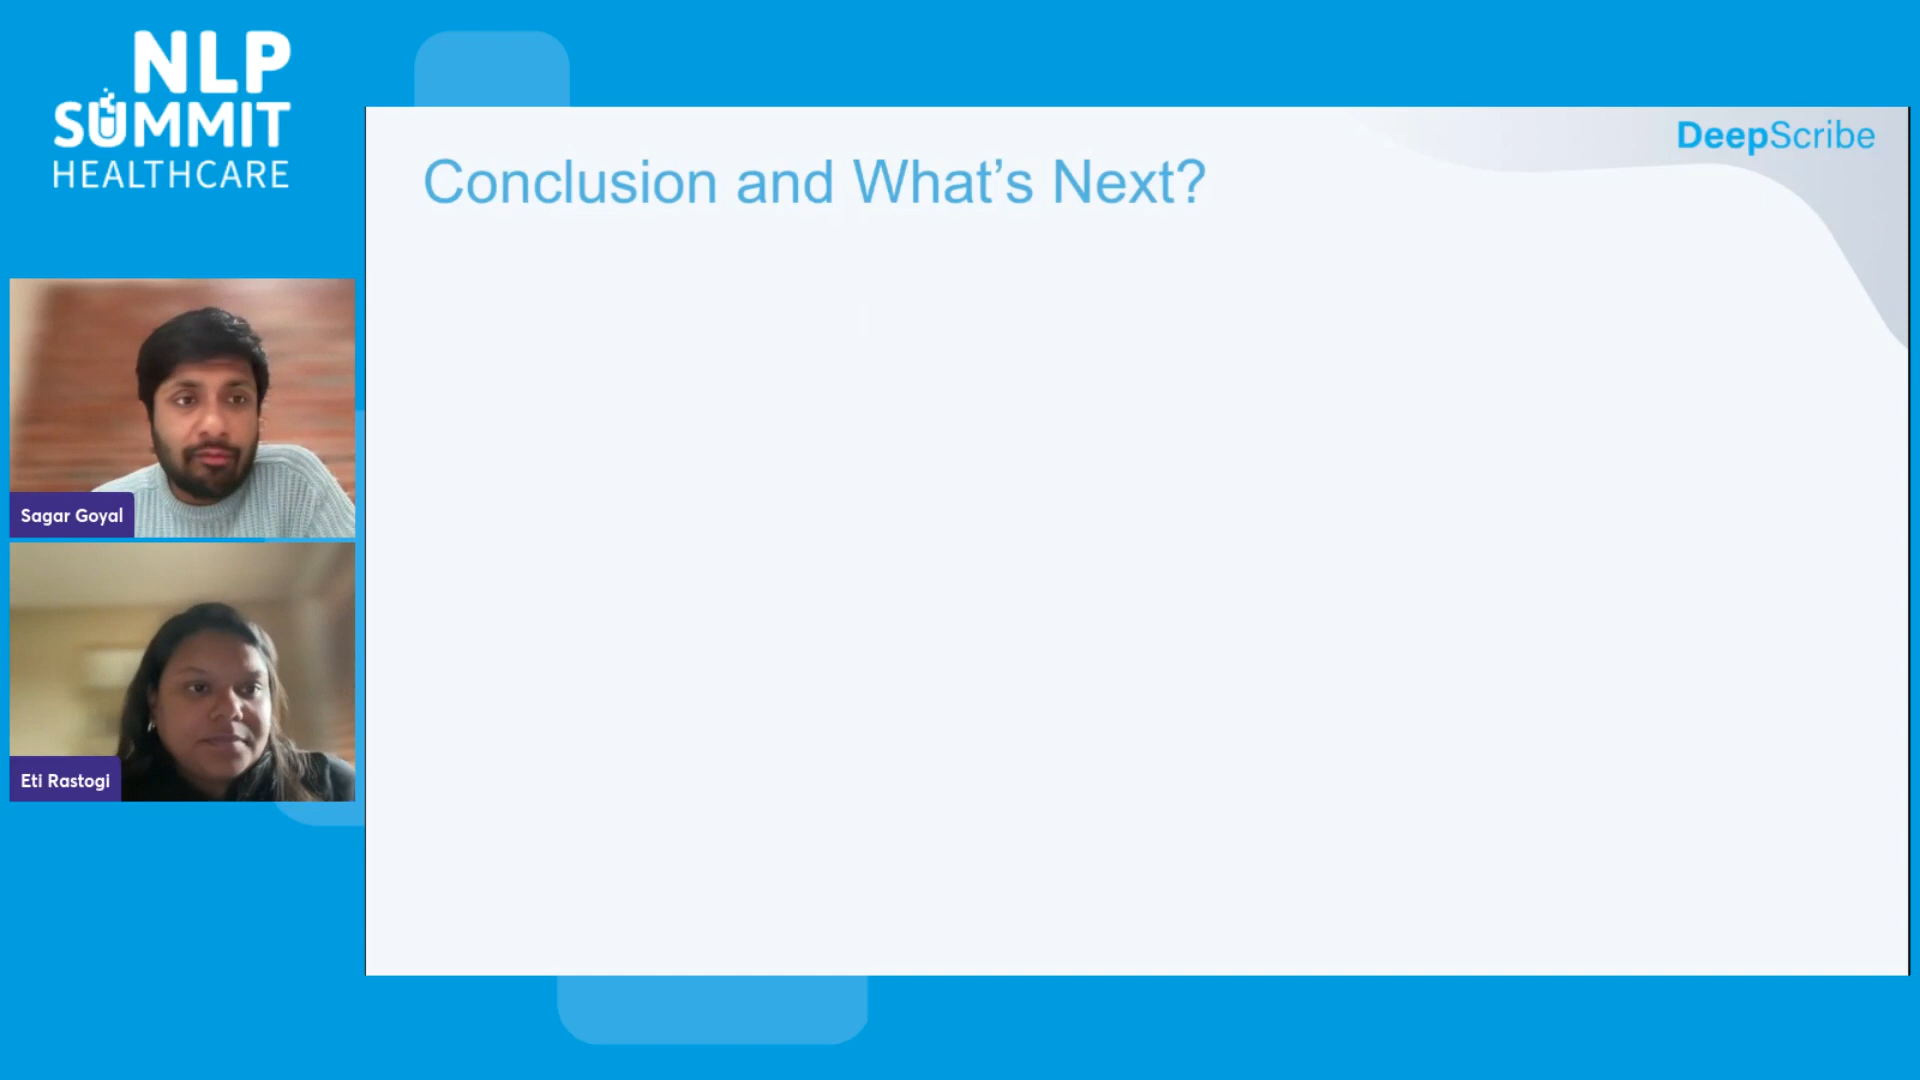 NLP
SUMMIT
HEALTHCARE
DeepScribe
Conclusion and What’s Next?
Sagar Goyal
Eti Rastogi